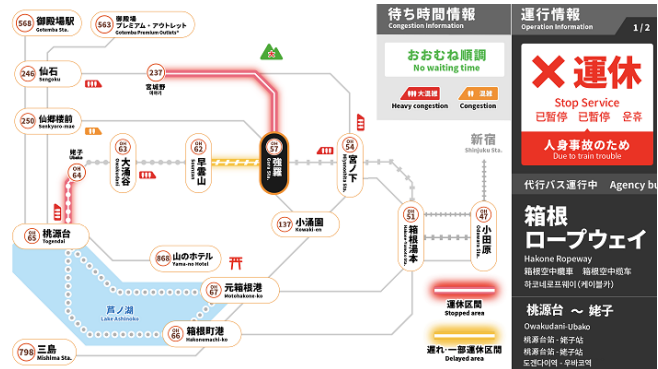 568 御殿場駅
Gotemba Sta.
563 御殿場
プレミアム・アウトレット
Gotemba Premium Outlets®
246 仙石
Sengoku
237
宮城野
250 仙郷楼前
Senkyoro-mae
姥子
Ubako
OH
64
OH
63
大涌谷
OH
62
早雲山
OH
57
強羅
Gora Sta.
OH
54
宮ノ下
137 小涌園
Kowaki-en
新宿
Shinjuku Sta.
OH
51
箱根湯本
OH
47
小田原
OH
65
桃源台
Togendai
868 山のホテル
Yama-no Hotel
OH
67
元箱根港
Motohakone-ko
芦ノ湖
Lake Ashinoko
OH
66
箱根町港
Hakonemachi-ko
798 三島
Mishima Sta.
運休区間
Stopped area
遅れ・一部運休区間
Delayed area
待ち時間情報
Congestion Information
おおむね順調
No waiting time
大混雑
Heavy congestion
混雑
Congestion
運行情報
Operation Information
1/2
運休
Stop Service
已暫停 已暂停 운휴
人身事故のため
Due to train trouble
代行バス運行中 Agency bu
箱根
ロープウェイ
Hakone Ropeway
箱根空中纜車 箱根空中缆车
하코네로프웨이(케이블카)
桃源台 ～ 姥子
Owakudani-Ubako
桃源台站 - 姥子站
桃源台站 - 姥子站
도겐다이역 - 우바코역